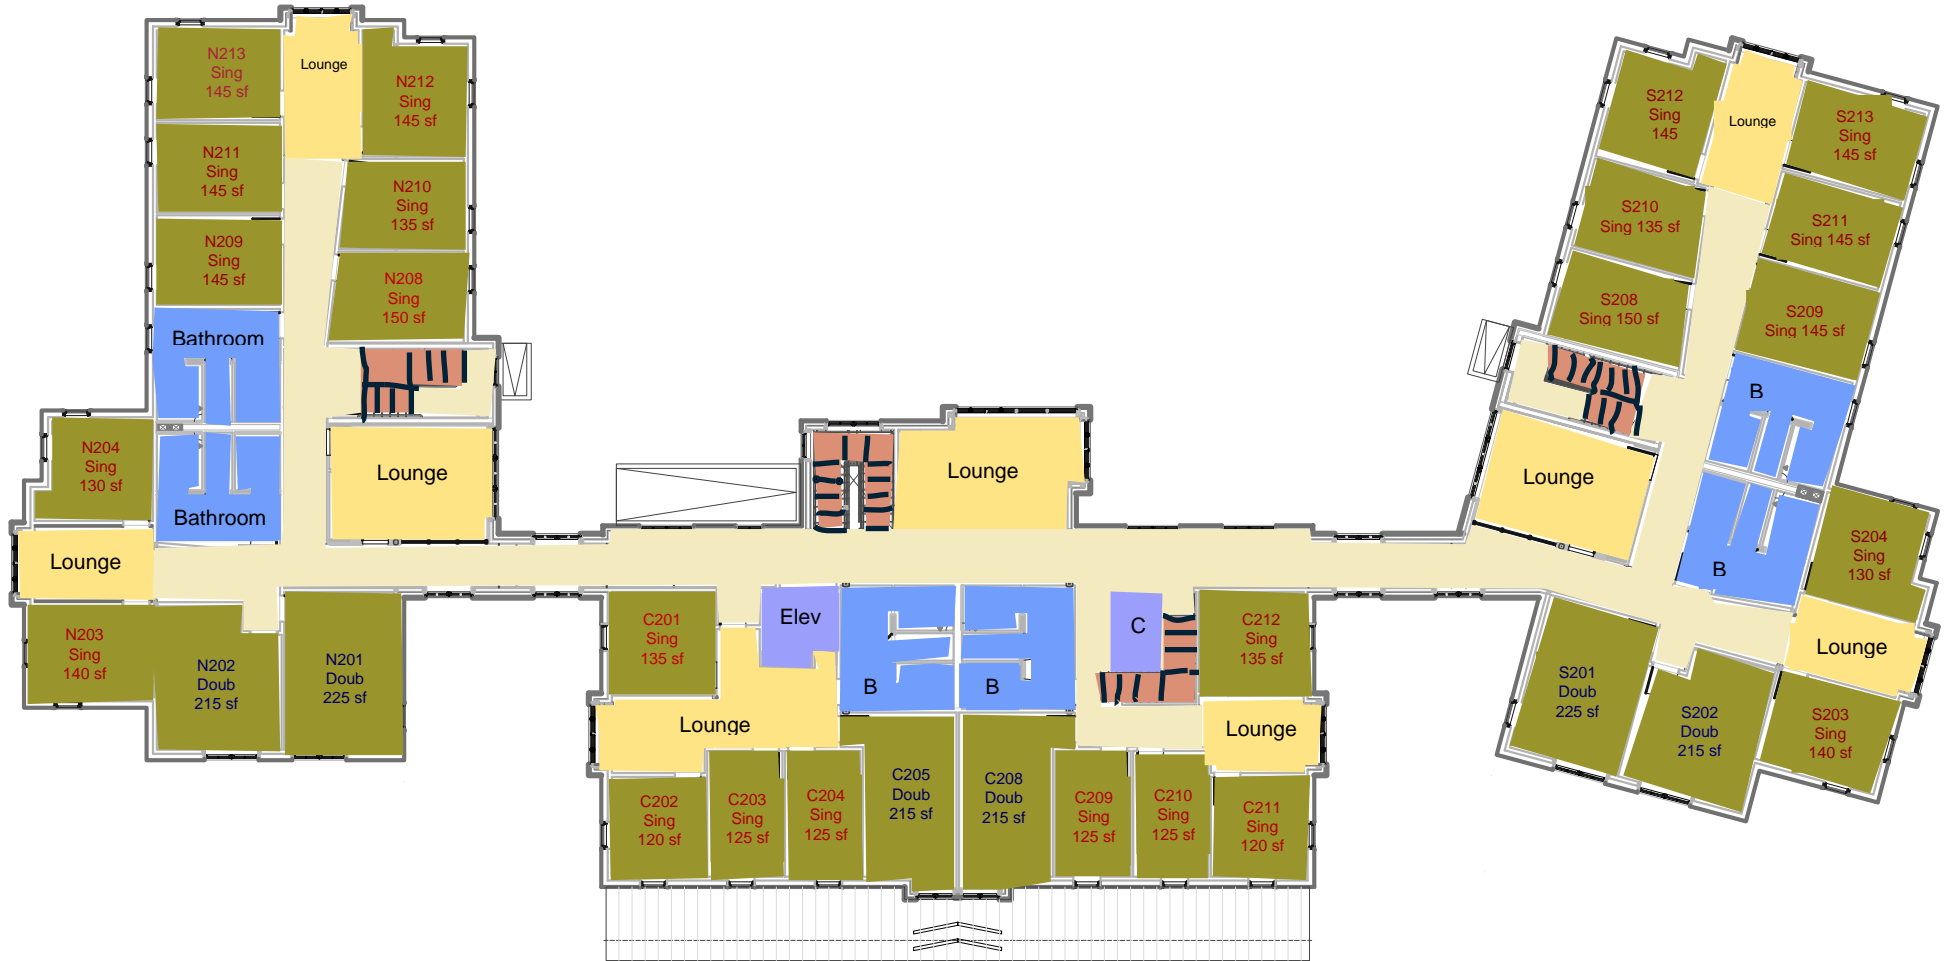 N213
Sing
145 sf
Lounge
N212
Sing
145 sf
N211
Sing
145 sf
N210
Sing
135 sf
N209
Sing
145 sf
N208
Sing
150 sf
Bathroom
Bathroom
N204
Sing
130 sf
Lounge
Lounge
N203
Sing
140 sf
N202
Doub
215 sf
N201
Doub
225 sf
Lounge
C201
Sing
135 sf
Elev
B
B
C
C212
Sing
135 sf
Lounge
Lounge
C202
Sing
120 sf
C203
Sing
125 sf
C204
Sing
125 sf
C205
Doub
215 sf
C208
Doub
215 sf
C209
Sing
125 sf
C210
Sing
125 sf
C211
Sing
120 sf
S212
Sing
145
Lounge
S213
Sing
145 sf
S210
Sing 135 sf
S211
Sing 145 sf
S208
Sing 150 sf
S209
Sing 145 sf
B
Lounge
B
S204
Sing
130 sf
Lounge
S201
Doub
225 sf
S202
Doub
215 sf
S203
Sing
140 sf